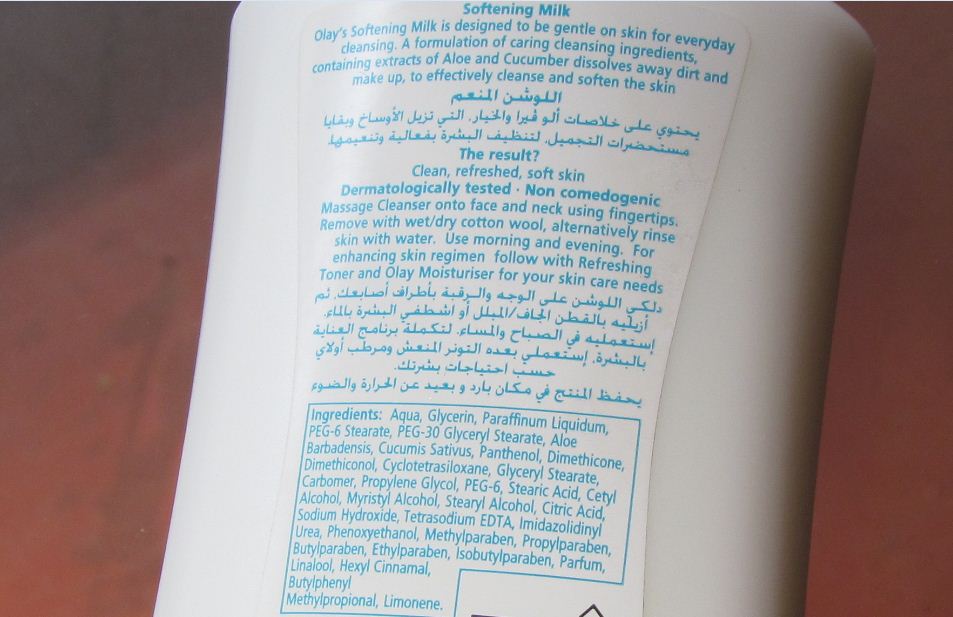 Softening Milk
Olay's Softening Milk is designed to be gentle on skin for everyday
cleansing. A formulation of caring cleansing ingredients,
containing extracts of Aloe and Cucumber dissolves away dirt and
make up, to effectively cleanse and soften the skin
اللوشن المنعم
يحتوي على خلاصات ألو ڤيرا والخيار. التي تزيل الأوساخ وبقايا
مستحضرات التجميل. لتنظيف البشرة بفعالية وتنعيمها.
The result?
Clean, refreshed, soft skin
Dermatologically tested · Non comedogenic
Massage Cleanser onto face and neck using fingertips.
Remove with wet/dry cotton wool, alternatively rinse
skin with water. Use morning and evening. For
enhancing skin regimen follow with Refreshing
Toner and Olay Moisturiser for your skin care needs
دلكي اللوشن على الوجه والرقبة بأطراف أصابعك. ثم
أزيليه بالقطن الجاف/المبلل أو اشطفي البشرة بالماء.
إستعمليه في الصباح والمساء. لتكملة برنامج العناية
بالبشرة. إستعملي بعده التونر المنعش ومرطب أولاي
حسب احتياجات بشرتك.
يحفظ المنتج في مكان بارد و بعيد عن الحرارة والضوء
Ingredients: Aqua, Glycerin, Paraffinum Liquidum,
PEG-6 Stearate, PEG-30 Glyceryl Stearate, Aloe
Barbadensis, Cucumis Sativus, Panthenol, Dimethicone,
Dimethiconol, Cyclotetrasiloxane, Glyceryl Stearate,
Carbomer, Propylene Glycol, PEG-6, Stearic Acid, Cetyl
Alcohol, Myristyl Alcohol, Stearyl Alcohol, Citric Acid,
Sodium Hydroxide, Tetrasodium EDTA, Imidazolidinyl
Urea, Phenoxyethanol, Methylparaben, Propylparaben,
Butylparaben, Ethylparaben, Isobutylparaben, Parfum,
Linalool, Hexyl Cinnamal,
Butylphenyl
Methylpropional, Limonene.